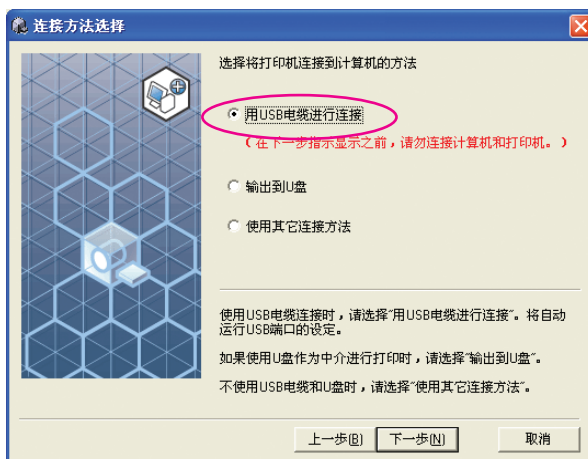 连接方法选择
选择将打印机连接到计算机的方法
用USB电缆进行连接
（在下一步指示显示之前，请勿连接计算机和打印机。）
输出到U盘
使用其它连接方法
使用USB电缆连接时，请选择“用USB电缆进行连接”。将自动
运行USB端口的设定。
如果使用U盘作为中介进行打印时，请选择“输出到U盘”。
不使用USB电缆和U盘时，请选择“使用其它连接方法”。
上一步(B) 下一步(N) 取消